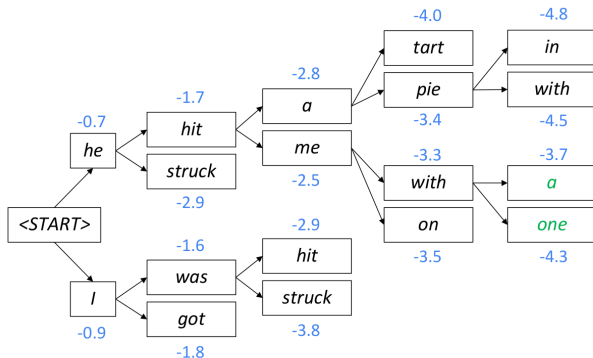 -4.0
-4.8
tart
in
-2.8
-1.7
a
pie
with
-0.7
hit
-3.4
-4.5
he
me
struck
-3.3
-3.7
-2.5
with
a
-2.9
<START>
-2.9
on
one
-1.6
hit
-3.5
-4.3
was
I
struck
got
-0.9
-3.8
-1.8